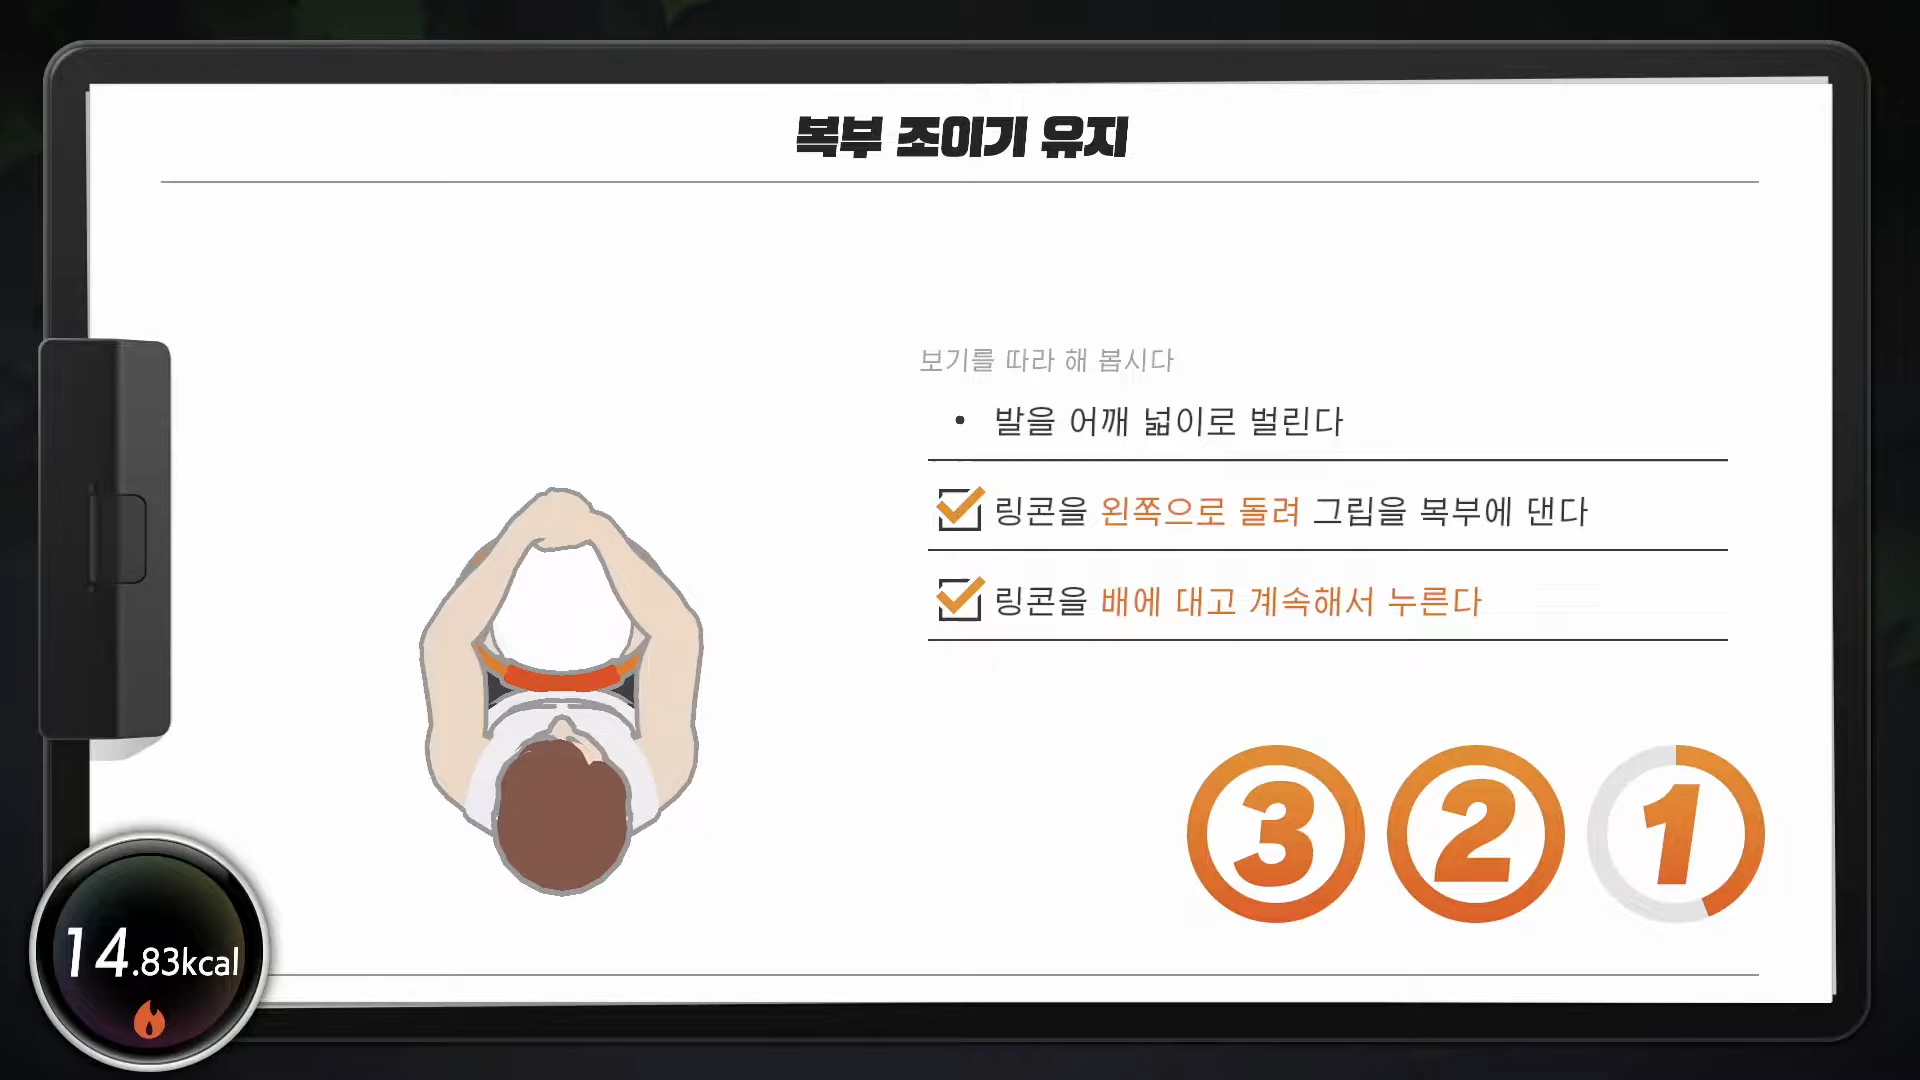 복부 조이기 유지
보기를 따라 해 봅시다
• 발을 어깨 넓이로 벌린다
링콘을 왼쪽으로 돌려 그립을 복부에 댄다
링콘을 배에 대고 계속해서 누른다
3 2 1
14.83kcal